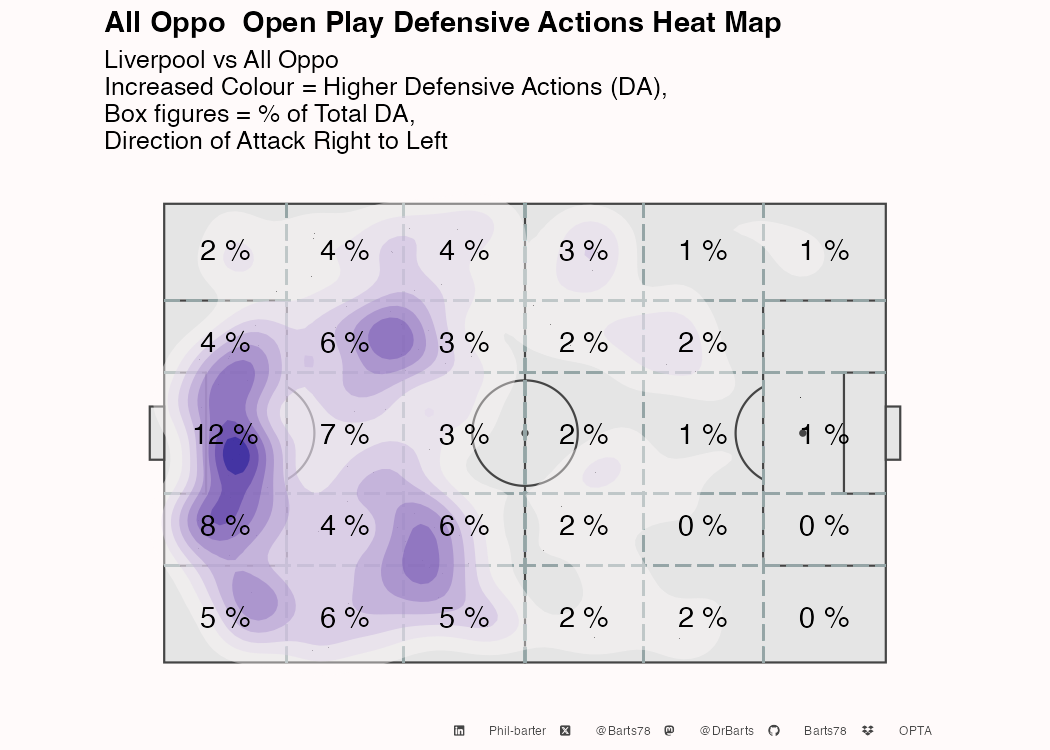 All Oppo  Open Play Defensive Actions Heat Map
Liverpool vs All Oppo
Increased Colour = Higher Defensive Actions (DA),
Box figures = % of Total DA,
Direction of Attack Right to Left
2 % 4 % 4 % 3 % 1 % 1 %
4 % 6 % 3 % 2 % 2 %
12 % 7 % 3 % 2 % 1 % 1 %
8 % 4 % 6 % 2 % 0 % 0 %
5 % 6 % 5 % 2 % 2 % 0 %
Phil-barter @Barts78 @DrBarts Barts78 OPTA